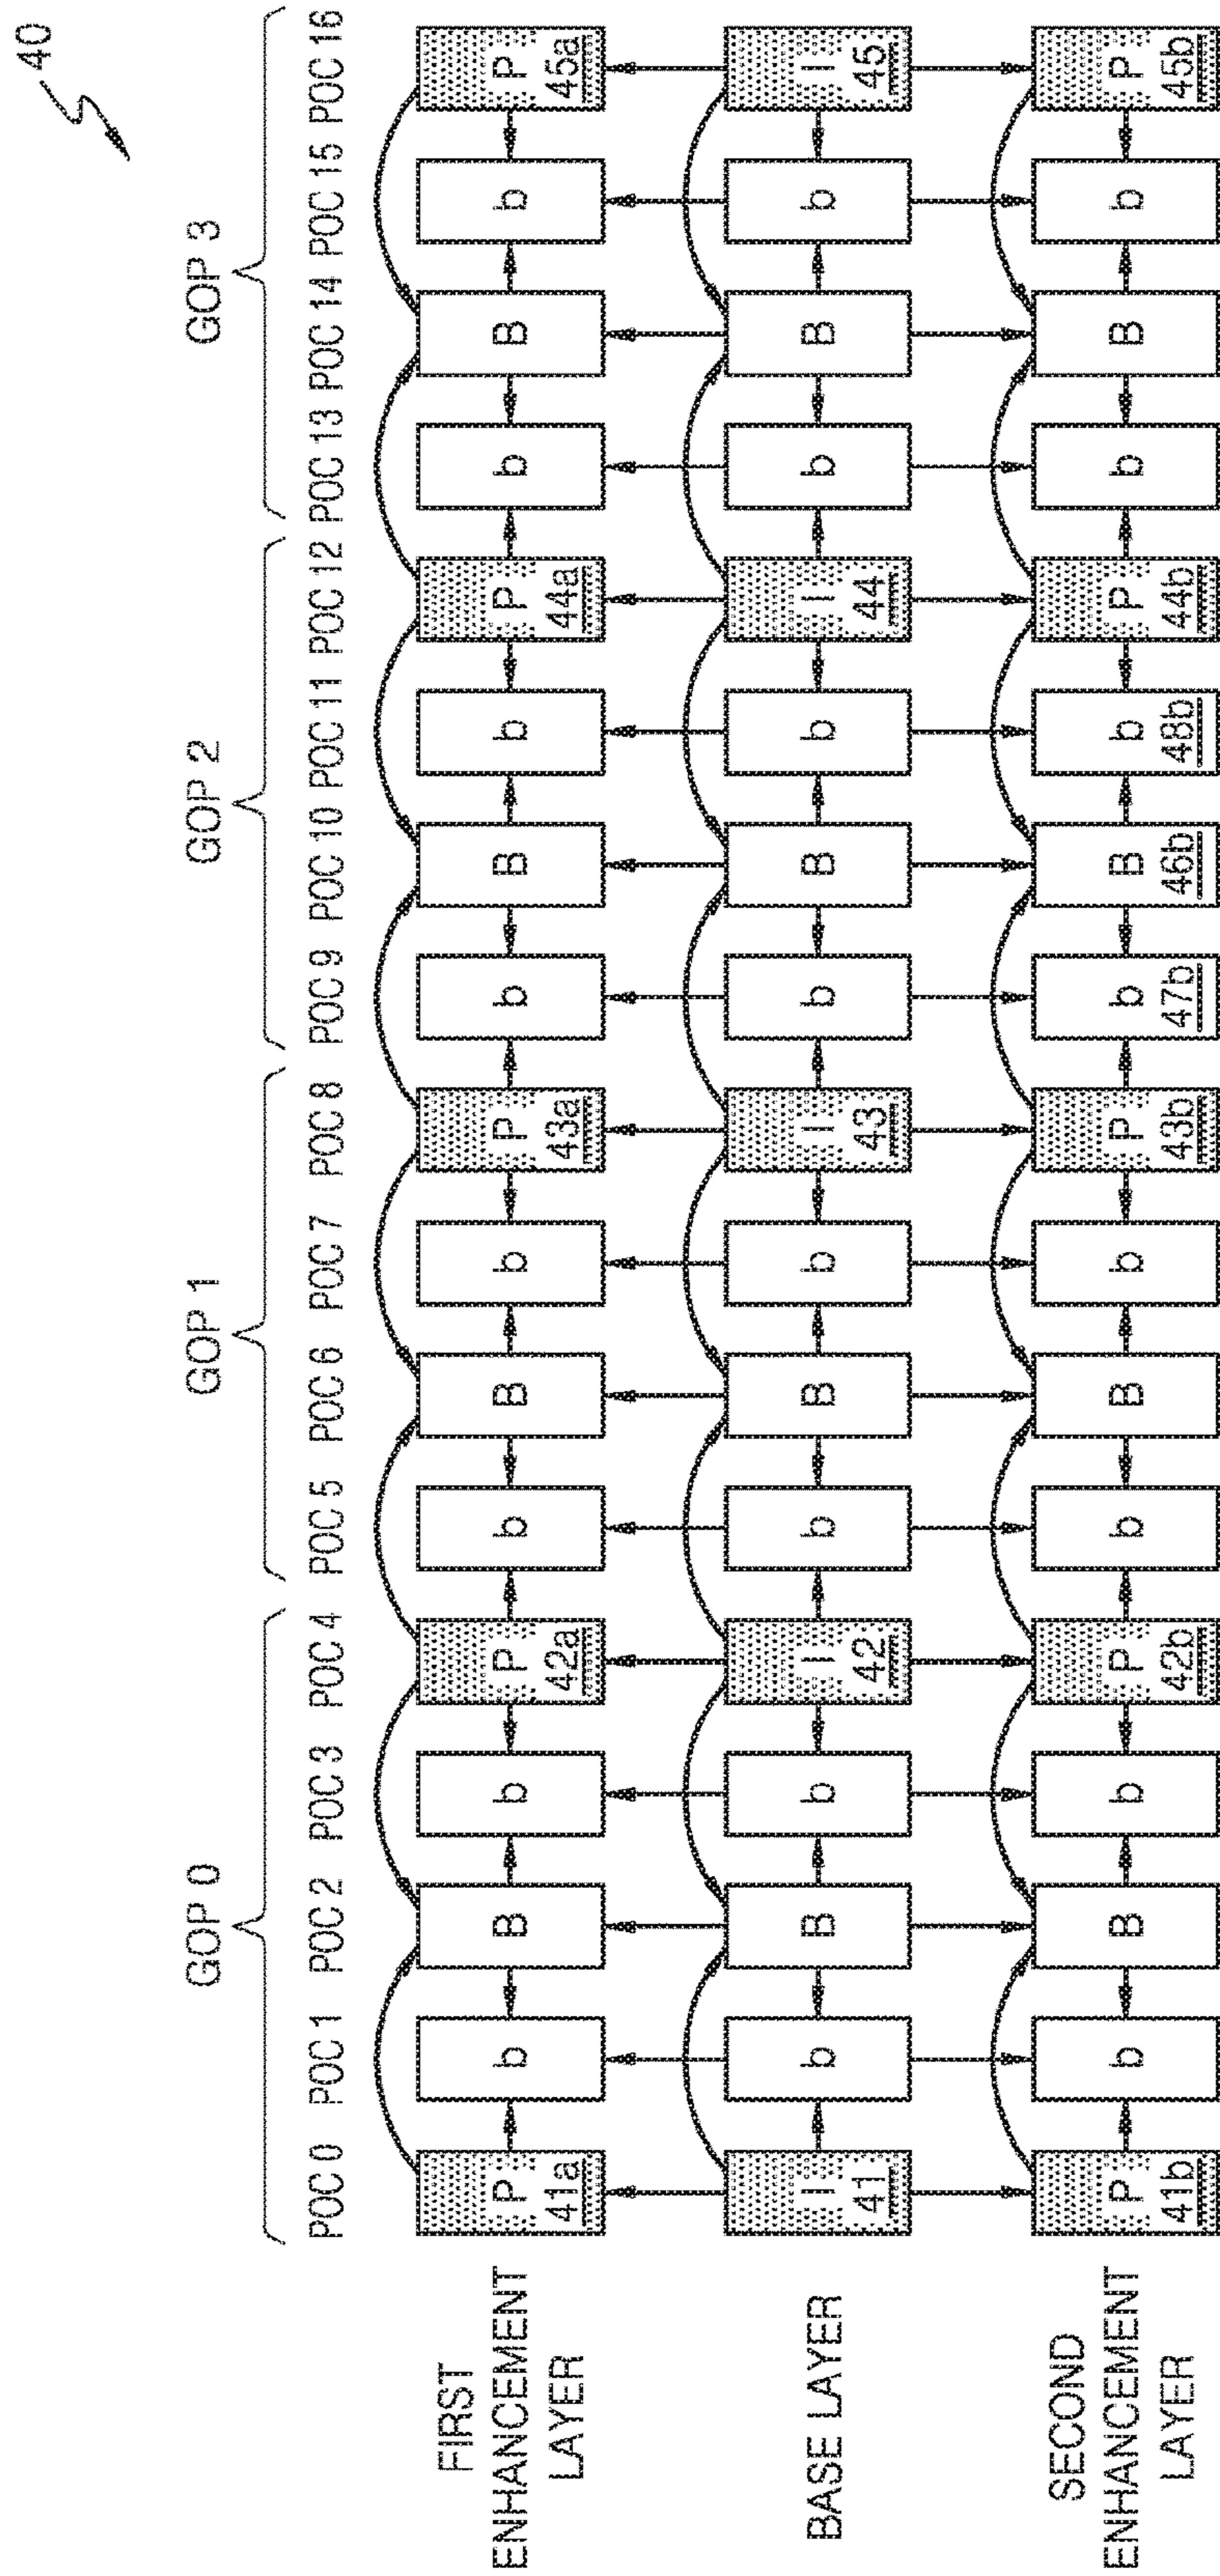 40
GOP 0 GOP 1 GOP 2 GOP 3
POC 0 POC 1 POC 2 POC 3 POC 4 POC 5 POC 6 POC 7 POC 8 POC 9 POC 10 POC 11 POC 12 POC 13 POC 14 POC 15 POC 16
FIRST
ENHANCEMENT
LAYER
P b B b P b B b P b B b P b B b P
41a 42a 43a 44a 45a
BASE LAYER
I b B b I b B b I b B b I b B b I
41 42 43 44 45
SECOND
ENHANCEMENT
LAYER
P b B b P b B b P b B b P b B b P
41b 42b 43b 47b 46b 48b 44b 45b